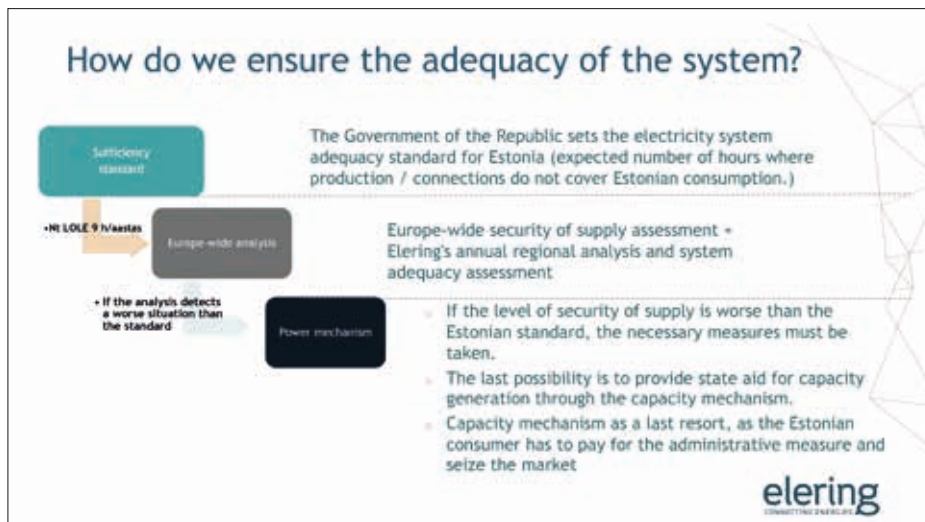 How do we ensure the adequacy of the system?
Sufficiency
standard
The Government of the Republic sets the electricity system
adequacy standard for Estonia (expected number of hours where
production / connections do not cover Estonian consumption.)
•Nt LOLE 9 h/aastas
Europe-wide analysis
Europe-wide security of supply assessment +
Elering's annual regional analysis and system
adequacy assessment
• If the analysis detects
a worse situation than
the standard
Power mechanism
If the level of security of supply is worse than the
Estonian standard, the necessary measures must be
taken.
The last possibility is to provide state aid for capacity
generation through the capacity mechanism.
Capacity mechanism as a last resort, as the Estonian
consumer has to pay for the administrative measure and
seize the market
elering
CONNECTING ENERGIES